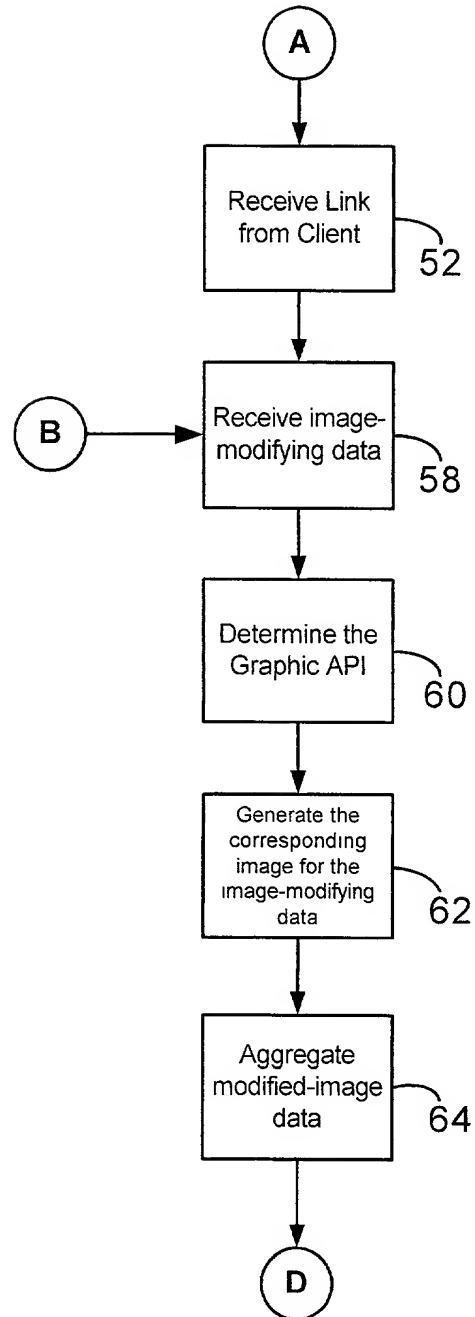 A
Receive Link
from Client
52
B
Receive image-
modifying data
58
Determine the
Graphic API
60
Generate the
corresponding
image for the
image-modifying
data
62
Aggregate
modified-image
data
64
D